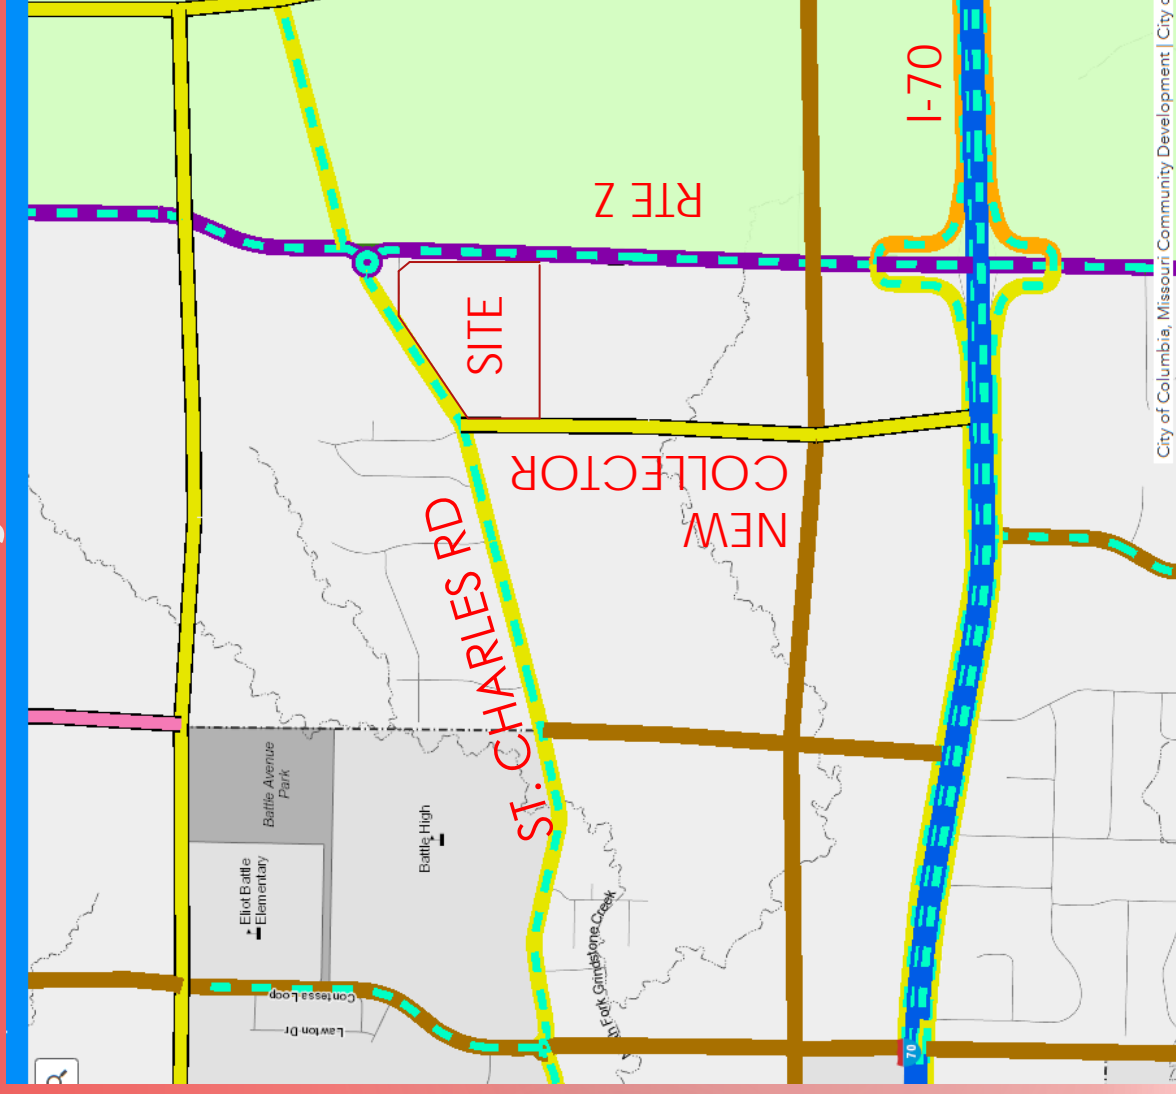 I-70
RTE Z
SITE
NEW
COLLECTOR
ST. CHARLES RD
Battle Avenue
Park
Eliot Battle
Elementary
Battle High
Contessa Loop
Lawton Dr
Fork Grindstone Creek
70
City of Columbia, Missouri Community Development | City